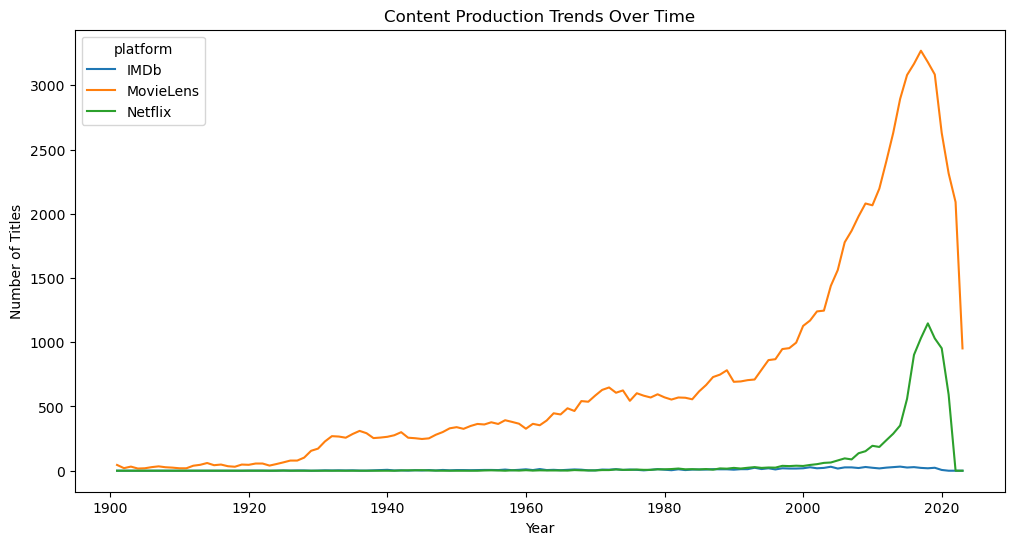 Content Production Trends Over Time
platform
IMDb
MovieLens
Netflix
Number of Titles
3000
2500
2000
1500
1000
500
0
1900 1920 1940 1960 1980 2000 2020
Year